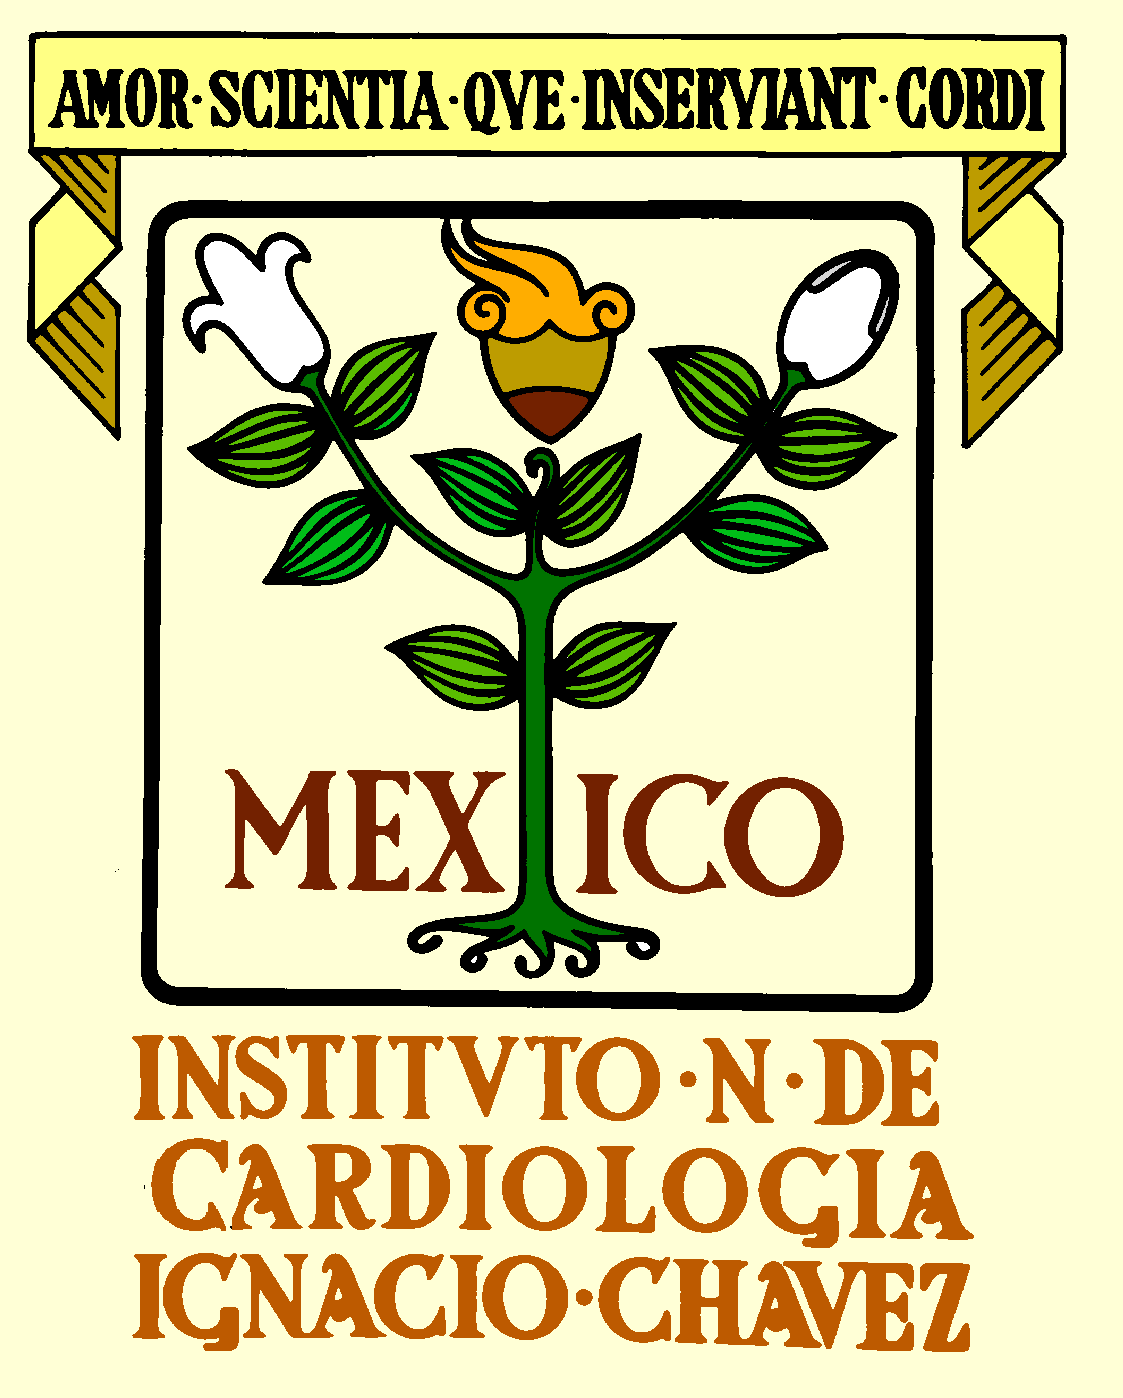 AMOR·SCIENTIA·QVE·INSERVIANT·CORDI
MEXICO
INSTITVTO·N·DE
CARDIOLOGIA
IGNACIO·CHAVEZ